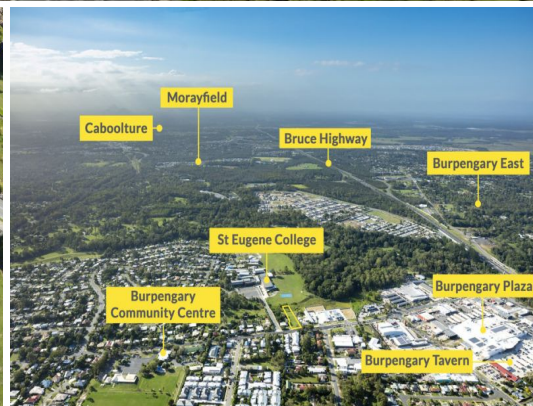 Morayfield
Caboolture
Bruce Highway
Burpengary East
St Eugene College
Burpengary Plaza
Burpengary
Community Centre
Burpengary Tavern